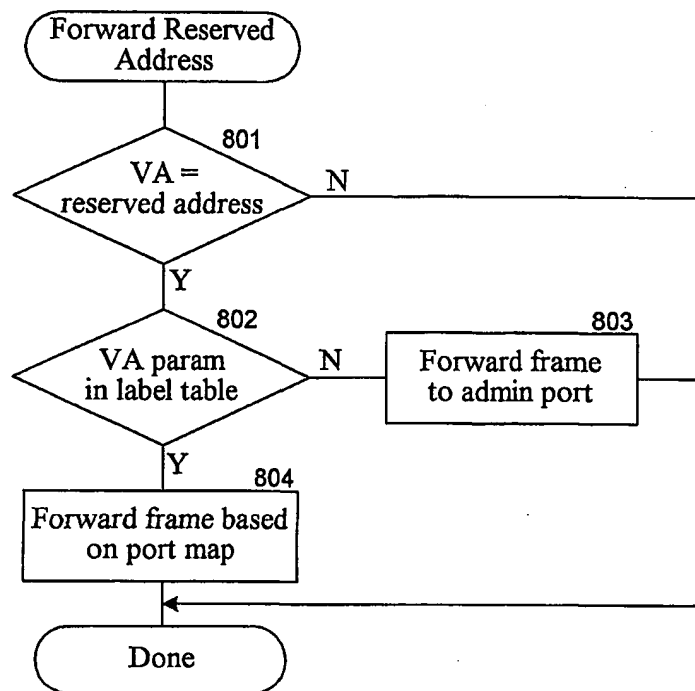 Forward Reserved
Address
801
VA =
reserved address
N
Y
802
VA param
in label table
N
803
Forward frame
to admin port
Y
804
Forward frame based
on port map
Done